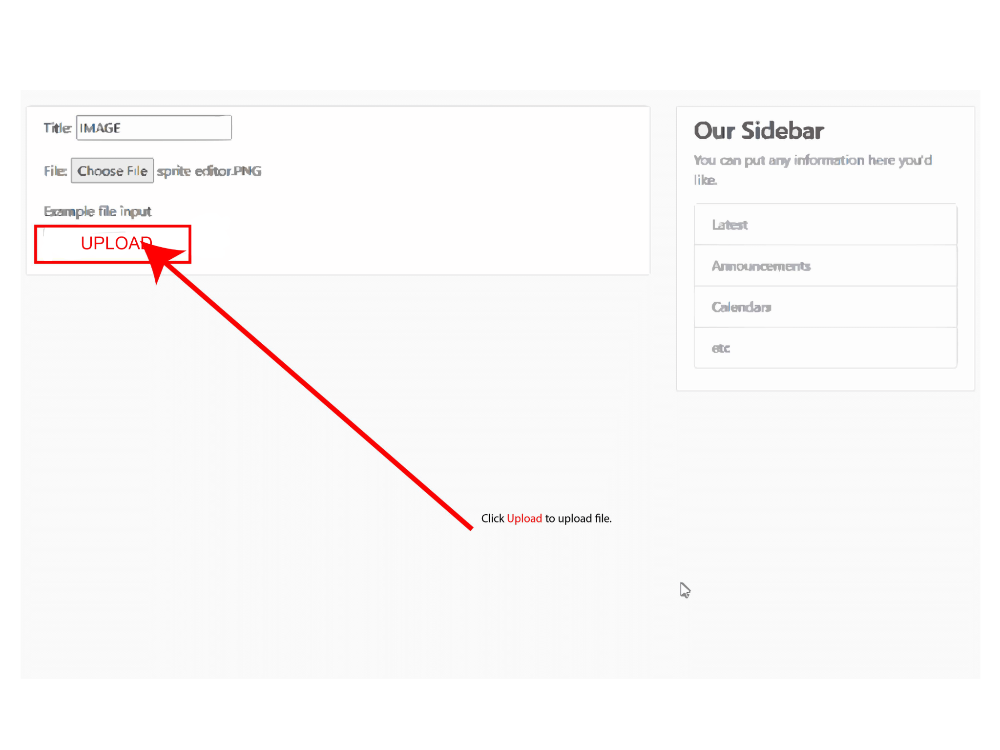 Title: IMAGE
File: Choose File sprite editor.PNG
Example file input
UPLOAD
Our Sidebar
You can put any information here you'd
like.
Latest
Announcements
Calendars
etc
Click Upload to upload file.